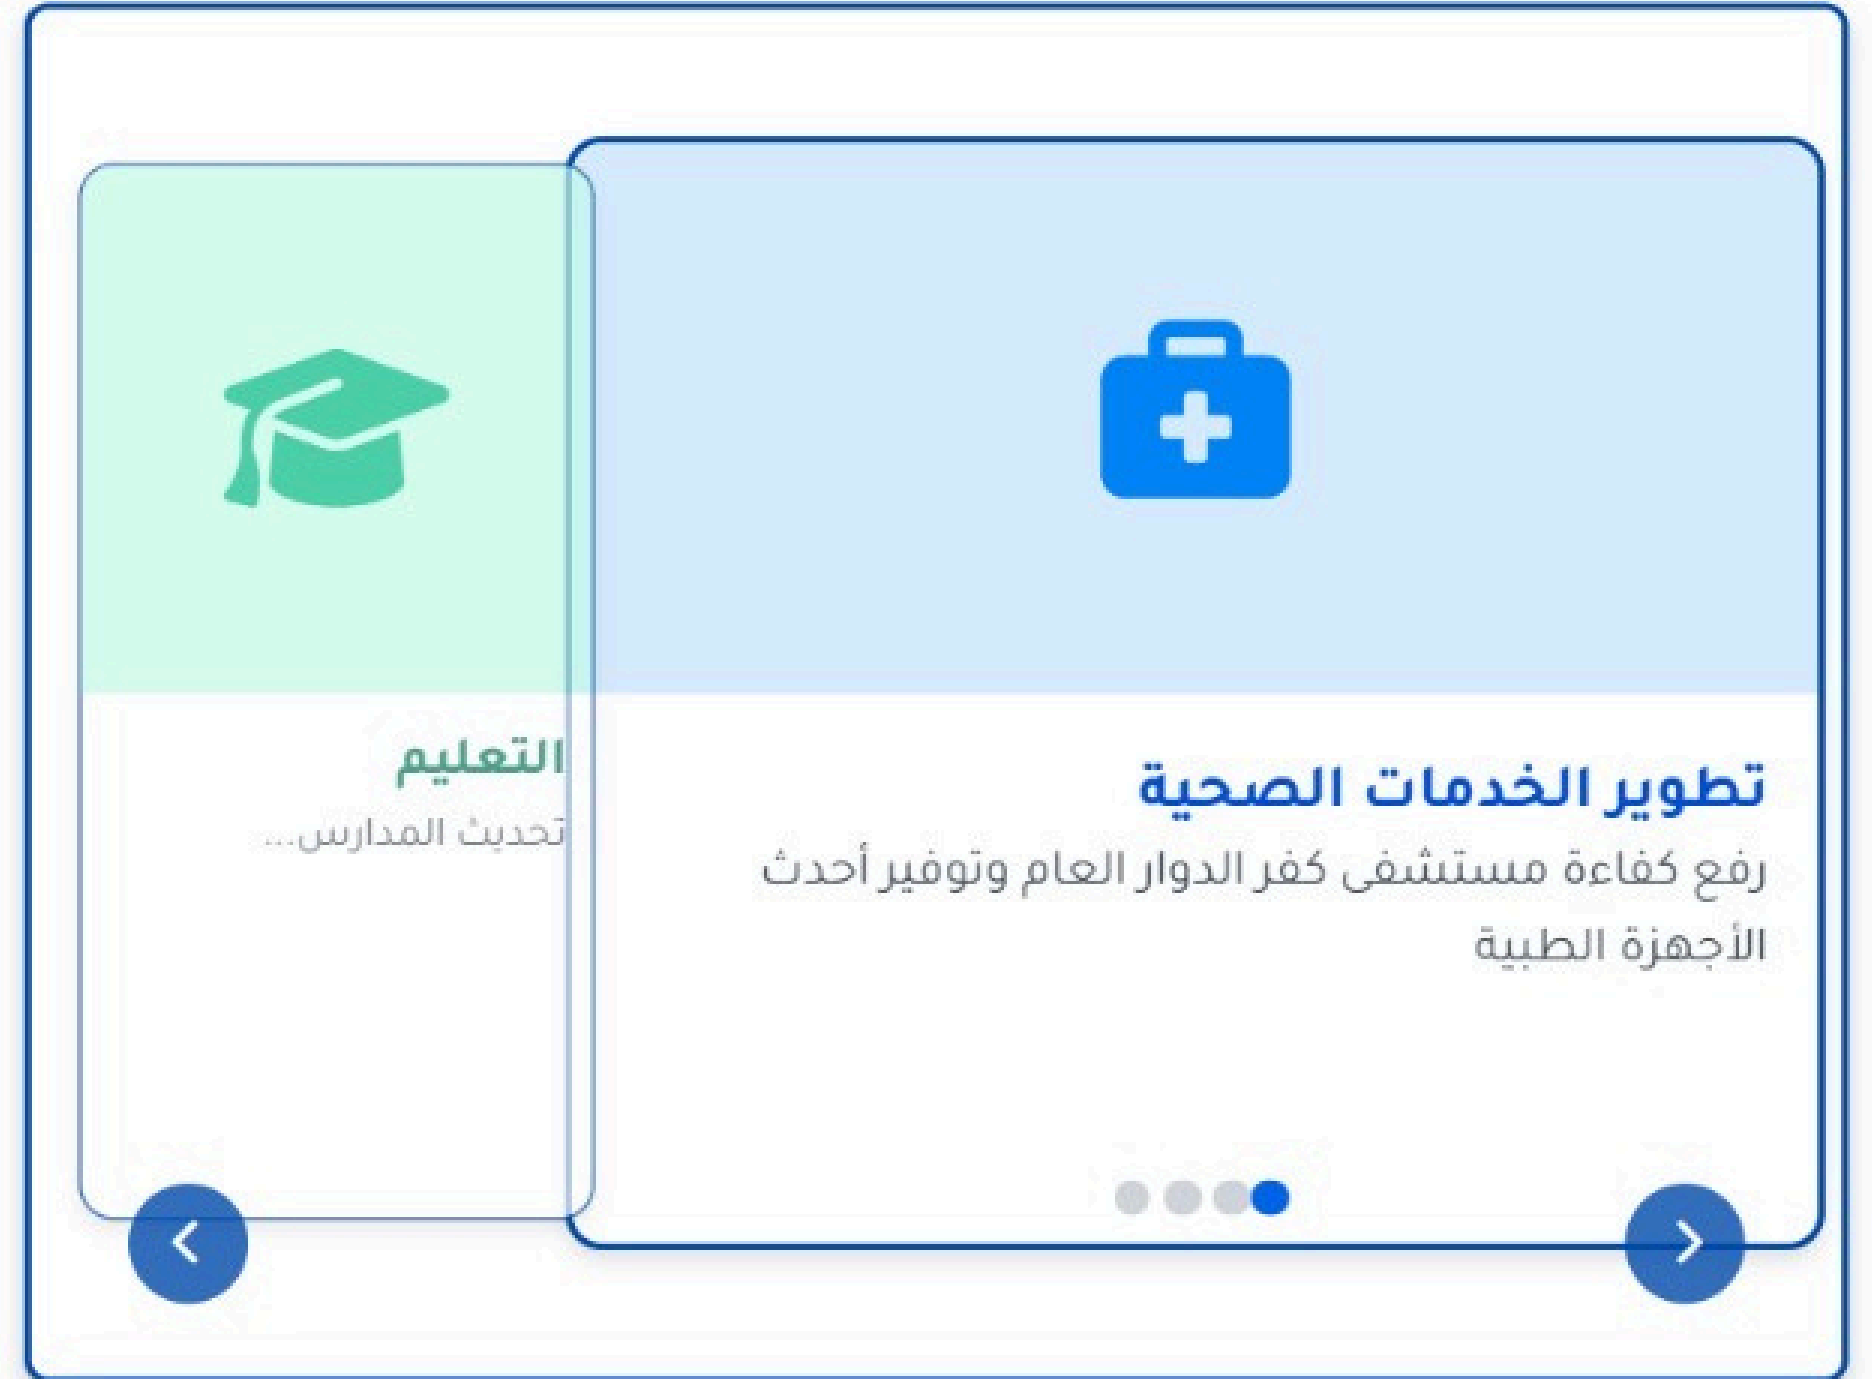 تطوير الخدمات الصحية
رفع كفاءة مستشفى كفر الدوار العام وتوفير أحدث
الأجهزة الطبية
التعليم
تحديث المدارس...